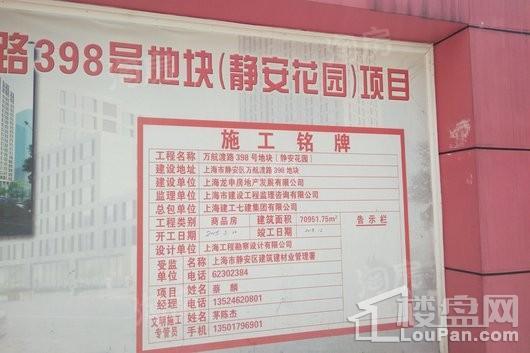 路398号地块(静安花园)项目
施工铭牌
工程名称 万航渡路 398 号地块 [静安花园]
建设地址 上海市静安区万航渡路 398 地块
建设单位 上海龙申房地产发展有限公司
监理单位 上海市建设工程监理咨询有限公司
总包单位 上海建工七建集团有限公司
工程类别 商品房 建筑面积 70951.75m² 告示栏
开工日期 竣工日期
设计单位 上海工程勘察设计有限公司
受监单位 名称 上海市静安区建筑建材业管理署
电话 62302384
项目经理 姓名 蔡麟
电话 13524620801
文明施工专管员 姓名 茅陈杰
手机 13501796901
楼盘网
LouPan.com